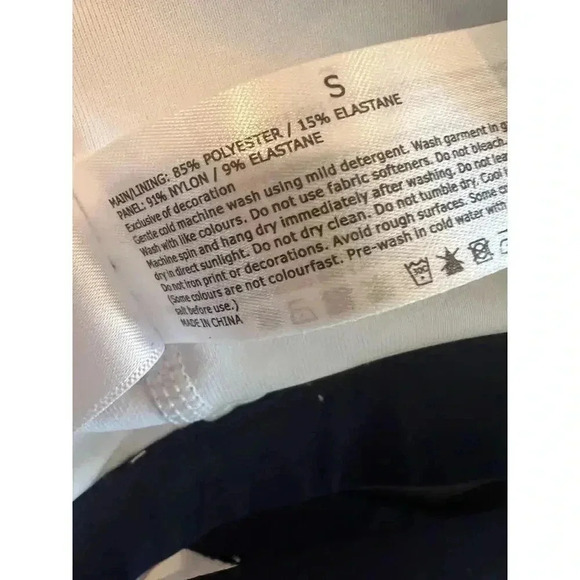 S
MAIN/LINING: 85% POLYESTER / 15% ELASTANE
PANEL: 91% NYLON / 9% ELASTANE
Exclusive of decoration
Gentle cold machine wash using mild detergent. Wash garment in
Wash with like colours. Do not use fabric softeners. Do not bleach.
Machine spin and hang dry immediately after washing. Do not
dry in direct sunlight. Do not dry clean. Do not tumble dry. Cool
Do not iron print or decorations. Avoid rough surfaces. Some
(Some colours are not colourfast. Pre-wash in cold water with
salt before use.)
MADE IN CHINA